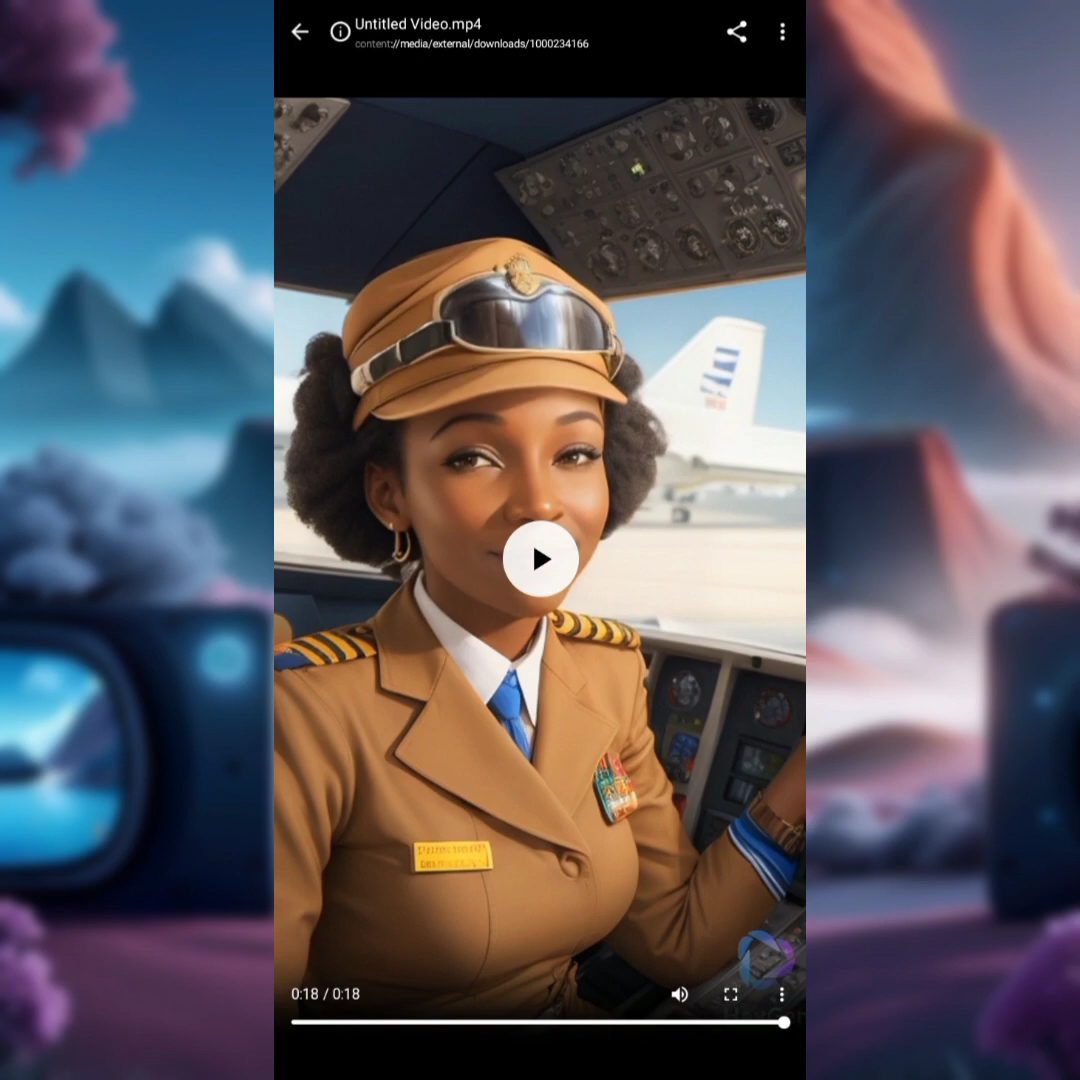 Untitled Video.mp4
content://media/external/downloads/1000234166
0:18 / 0:18